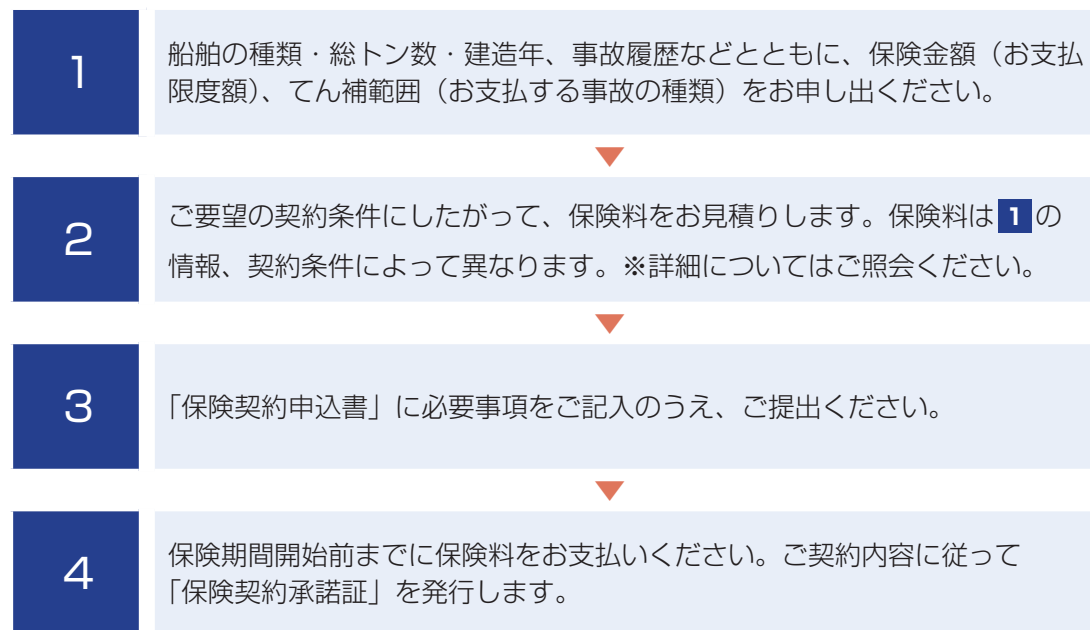 1
船舶の種類・総トン数・建造年、事故履歴などとともに、保険金額（お支払
限度額）、てん補範囲（お支払する事故の種類）をお申し出ください。
2
ご要望の契約条件にしたがって、保険料をお見積りします。保険料は 1 の
情報、契約条件によって異なります。※詳細についてはご照会ください。
3
「保険契約申込書」に必要事項をご記入のうえ、ご提出ください。
4
保険期間開始前までに保険料をお支払いください。ご契約内容に従って
「保険契約承諾証」を発行します。